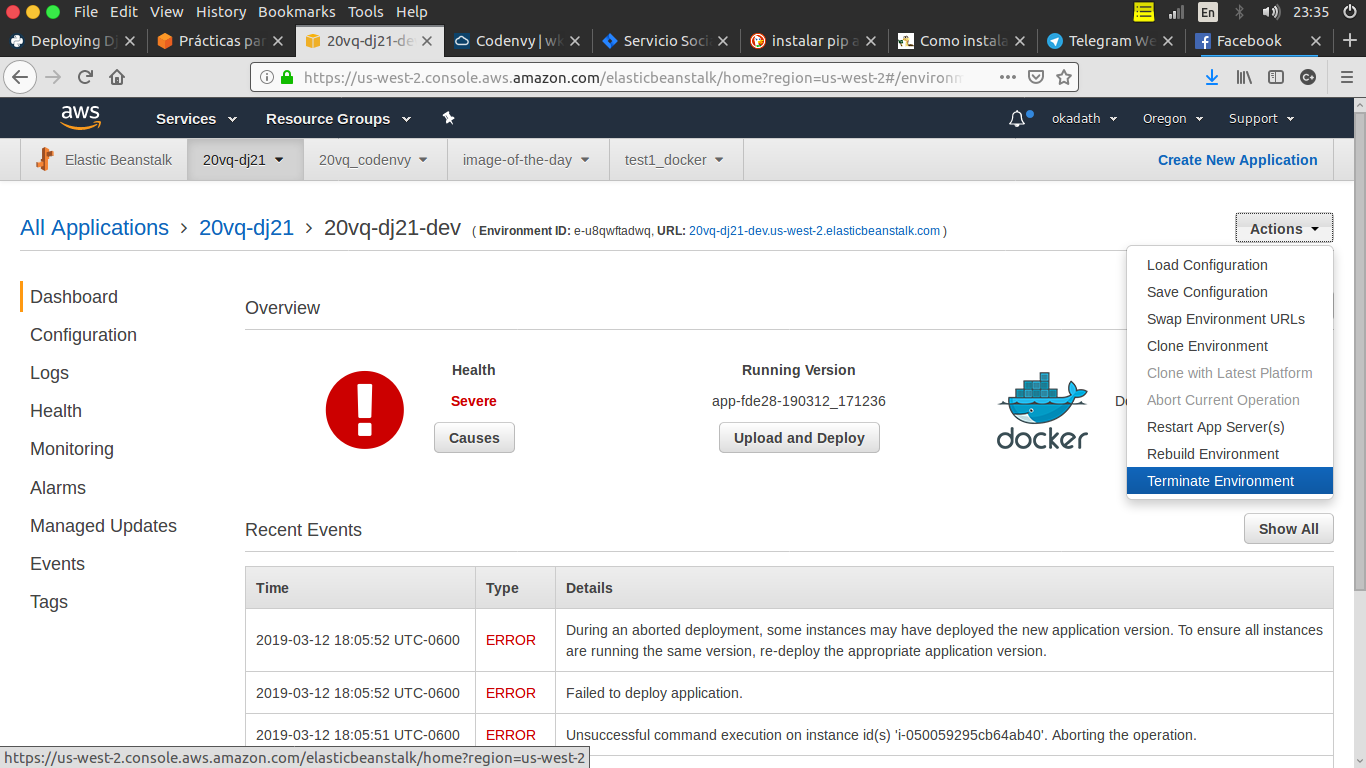 File Edit View History Bookmarks Tools Help
En 23:35
Deploying Dj
Prácticas par
20vq-dj21-de
Codenvy | wk
Servicio Socia
instalar pip a
Como instala
Telegram We
Facebook
https://us-west-2.console.aws.amazon.com/elasticbeanstalk/home?region=us-west-2#/environm
aws Services Resource Groups okadath Oregon Support
Elastic Beanstalk 20vq-dj21 20vq_codenvy image-of-the-day test1_docker Create New Application
All Applications > 20vq-dj21 > 20vq-dj21-dev ( Environment ID: e-u8qwftadwq, URL: 20vq-dj21-dev.us-west-2.elasticbeanstalk.com )
Actions
Load Configuration
Save Configuration
Swap Environment URLs
Clone Environment
Clone with Latest Platform
Abort Current Operation
Restart App Server(s)
Rebuild Environment
Terminate Environment
Dashboard
Configuration
Logs
Health
Monitoring
Alarms
Managed Updates
Events
Tags
Overview
Health
Severe
Causes
Running Version
app-fde28-190312_171236
Upload and Deploy
docker
Recent Events
Show All
Time Type Details
2019-03-12 18:05:52 UTC-0600 ERROR During an aborted deployment, some instances may have deployed the new application version. To ensure all instances
are running the same version, re-deploy the appropriate application version.
2019-03-12 18:05:52 UTC-0600 ERROR Failed to deploy application.
2019-03-12 18:05:51 UTC-0600 ERROR Unsuccessful command execution on instance id(s) 'i-050059295cb64ab40'. Aborting the operation.
https://us-west-2.console.aws.amazon.com/elasticbeanstalk/home?region=us-west-2